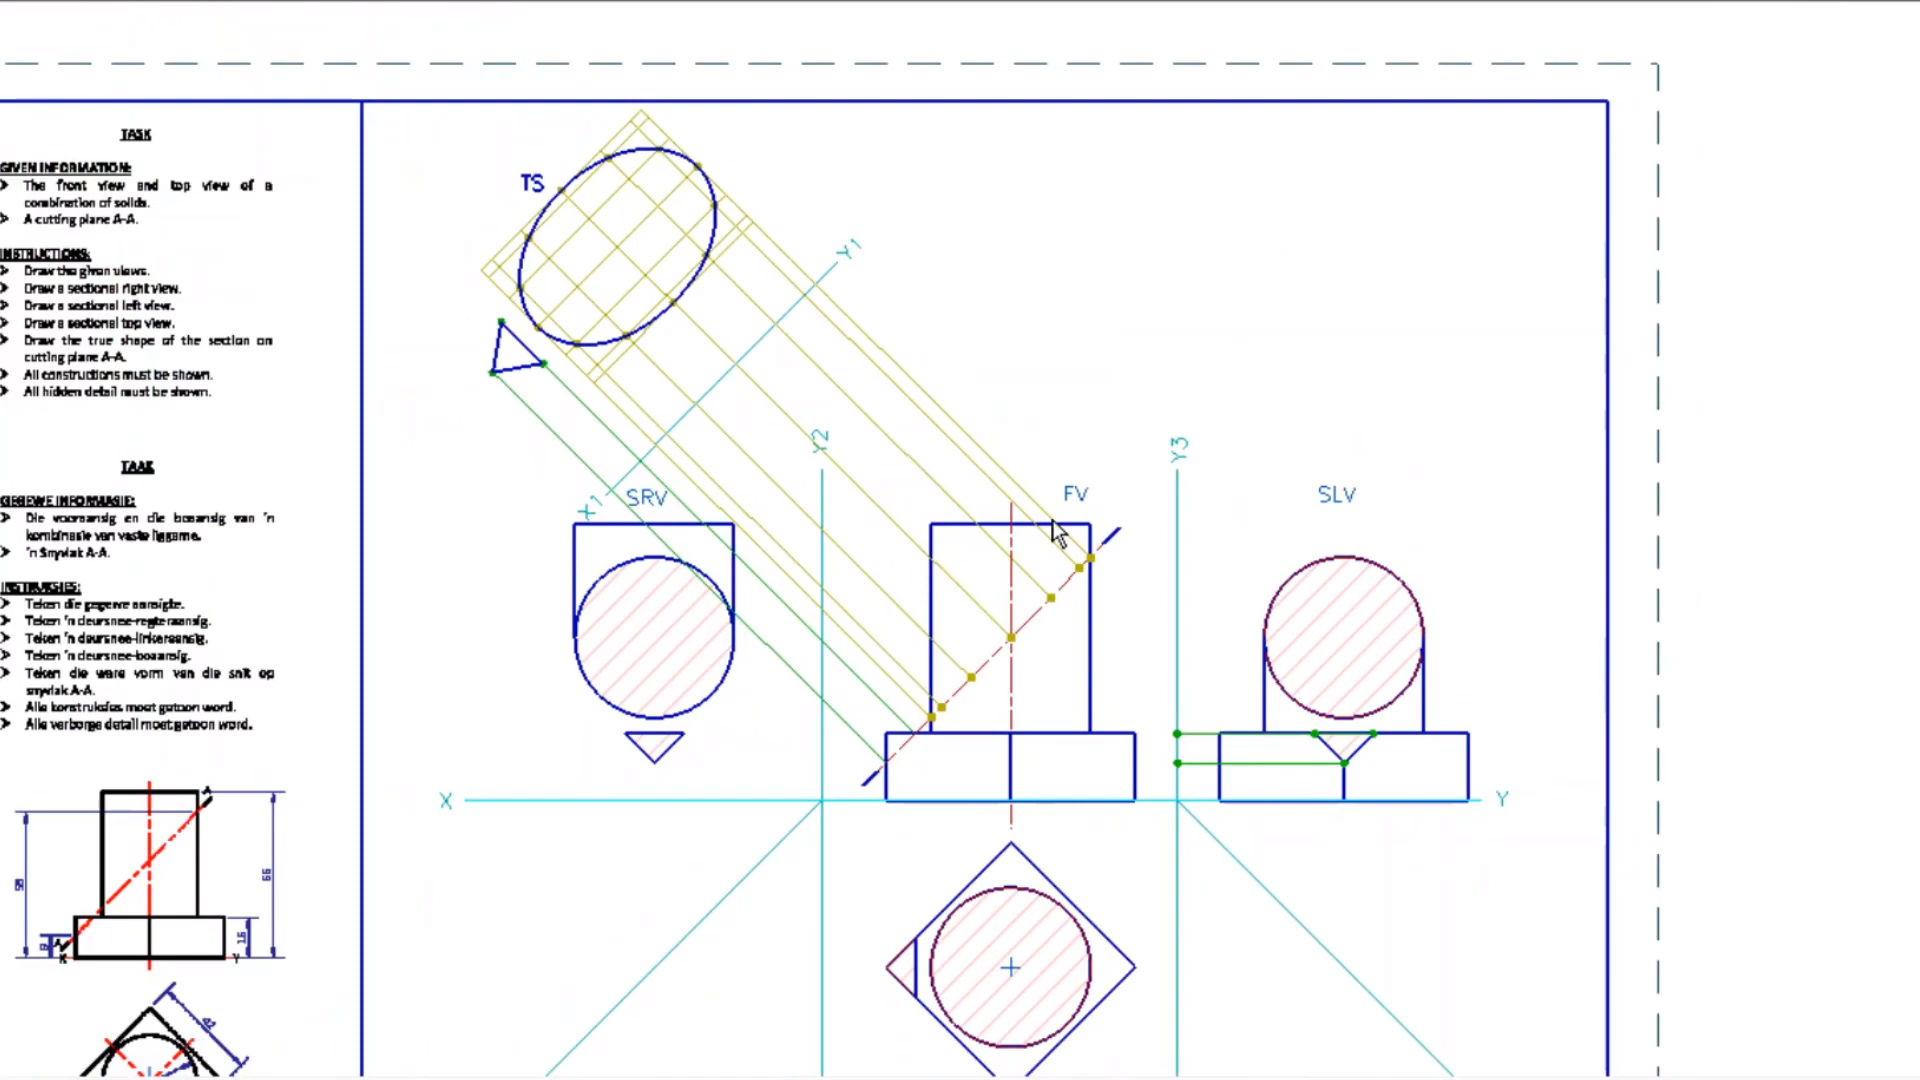 TASK
GIVEN INFORMATION:
The front view and top view of a
combination of solids.
A cutting plane A-A.
INSTRUCTIONS:
Draw the given views.
Draw a sectional right view.
Draw a sectional left view.
Draw a sectional top view.
Draw the true shape of the section on
cutting plane A-A.
All constructions must be shown.
All hidden detail must be shown.
TAAK
GEGEWE INFORMASIE:
Die vooraansig en die boaansig van 'n
kombinasie van vaste liggame.
'n Snyvlak A-A.
INSTRUKSIES:
Teken die gegewe aansigte.
Teken 'n deursnee-regteraansig.
Teken 'n deursnee-linkeraansig.
Teken 'n deursnee-boaansig.
Teken die ware vorm van die snit op
snyvlak A-A.
Alle konstruksies moet getoon word.
Alle verborge detail moet getoon word.
A
66
A
X
Y
42
TS
Y1
X1
SRV
Y2
FV
Y3
SLV
X
Y